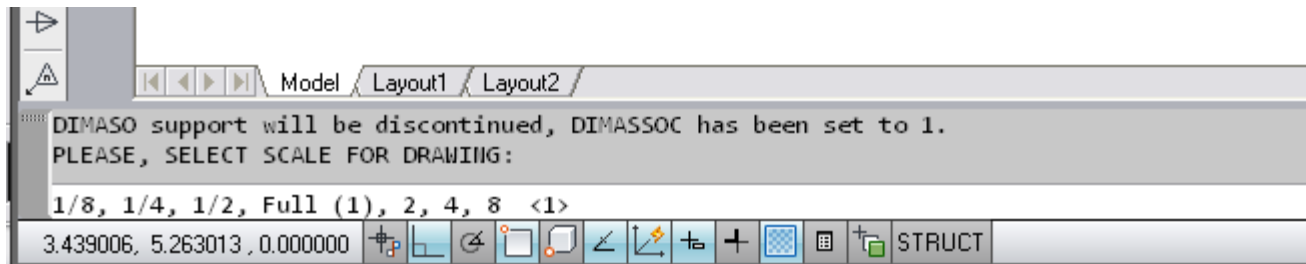 Model / Layout1 / Layout2 /
DIMASO support will be discontinued, DIMASSOC has been set to 1.
PLEASE, SELECT SCALE FOR DRAWING:
1/8, 1/4, 1/2, Full (1), 2, 4, 8 <1>
3.439006, 5.263013 , 0.000000 STRUCT